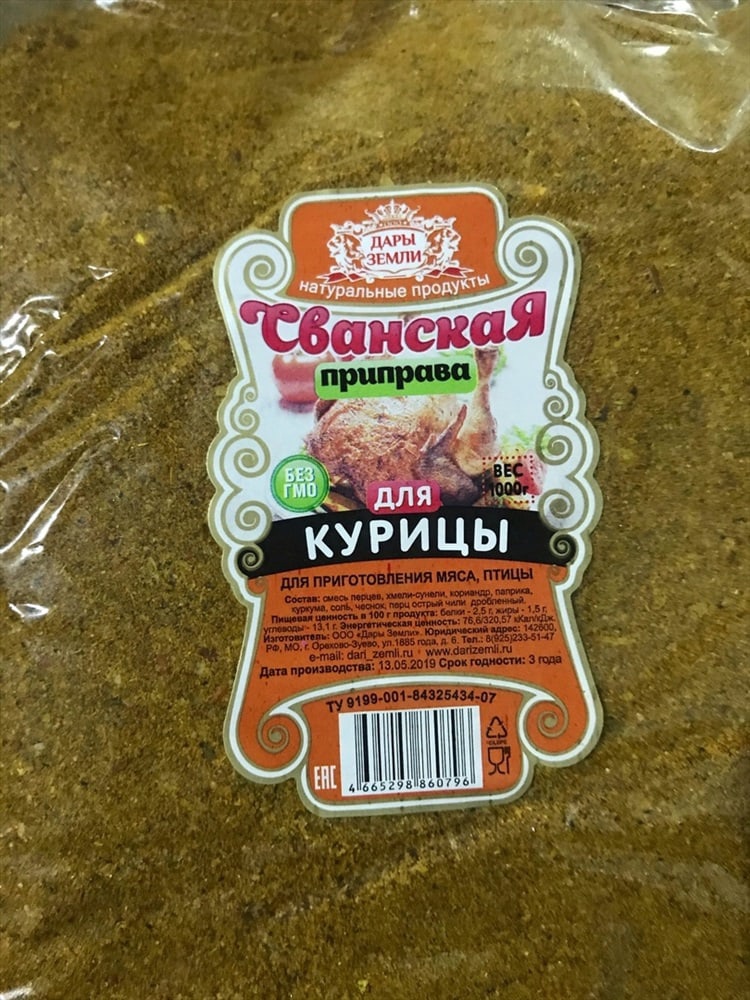 ДАРЫ
ЗЕМЛИ
натуральные продукты
Сванская
приправа
БЕЗ
ГМО
ВЕС
1000г
ДЛЯ
КУРИЦЫ
ДЛЯ ПРИГОТОВЛЕНИЯ МЯСА, ПТИЦЫ
Состав: смесь перцев, хмели-сунели, кориандр, паприка,
куркума, соль, чеснок, перц острый чили дробленный.
Пищевая ценность в 100 г продукта: белки - 2,5 г, жиры - 1,5 г,
углеводы - 13,1 г. Энергетическая ценность: 76,6/320,57 кКал/кДж.
Изготовитель: ООО «Дары Земли». Юридический адрес: 142600,
РФ, МО, г. Орехово-Зуево, ул.1885 года, д. 6. Тел.: 8(925)233-51-47
e-mail: dari_zemli.ru www.darizemli.ru
Дата производства: 13.05.2019 Срок годности: 3 года
ТУ 9199-001-84325434-07
EAC
4 665298 860796